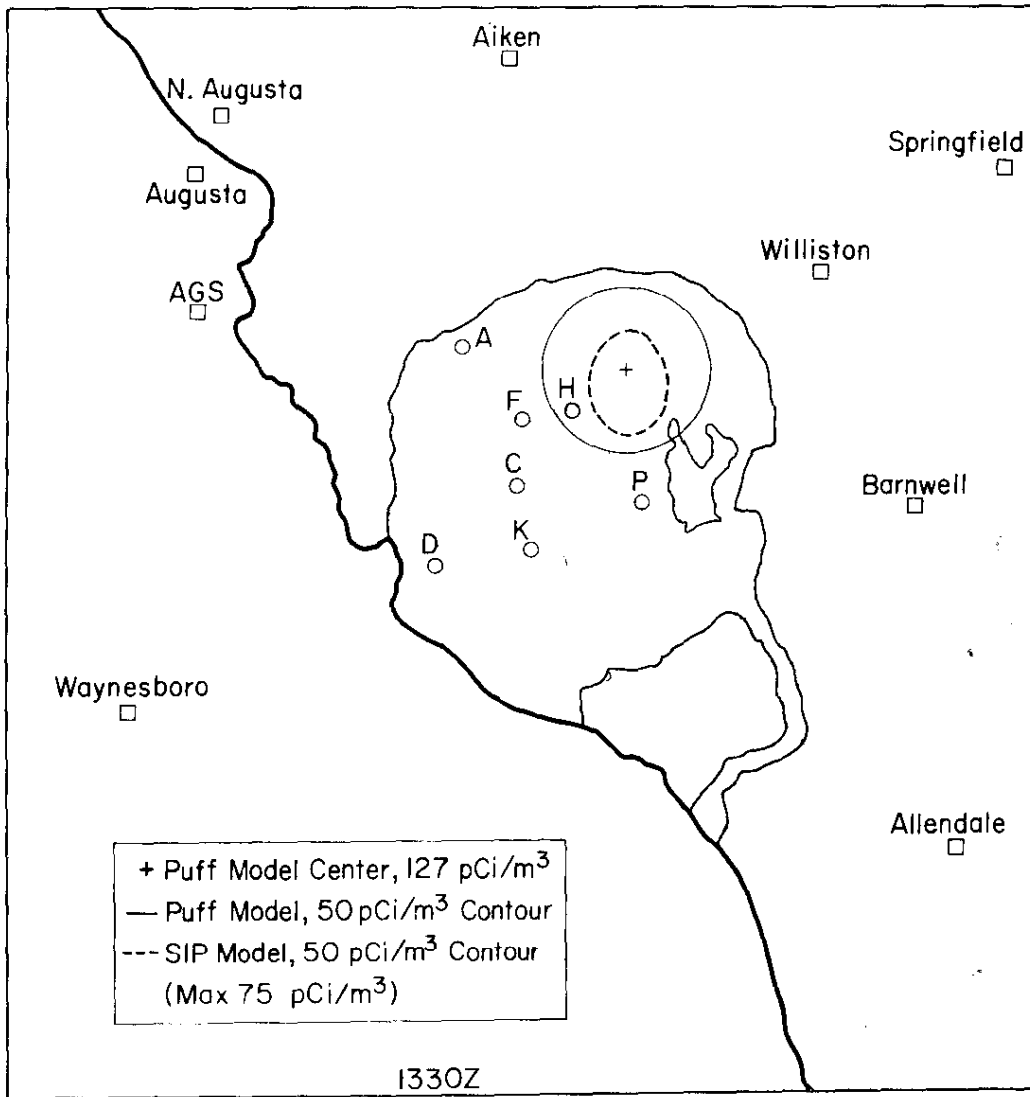 Aiken
N. Augusta
Springfield
Augusta
Williston
AGS
A
H
F
C
P
Barnwell
K
D
Waynesboro
Allendale
+ Puff Model Center, 127 pCi/m³
— Puff Model, 50 pCi/m³ Contour
--- SIP Model, 50 pCi/m³ Contour
(Max 75 pCi/m³)
1330Z